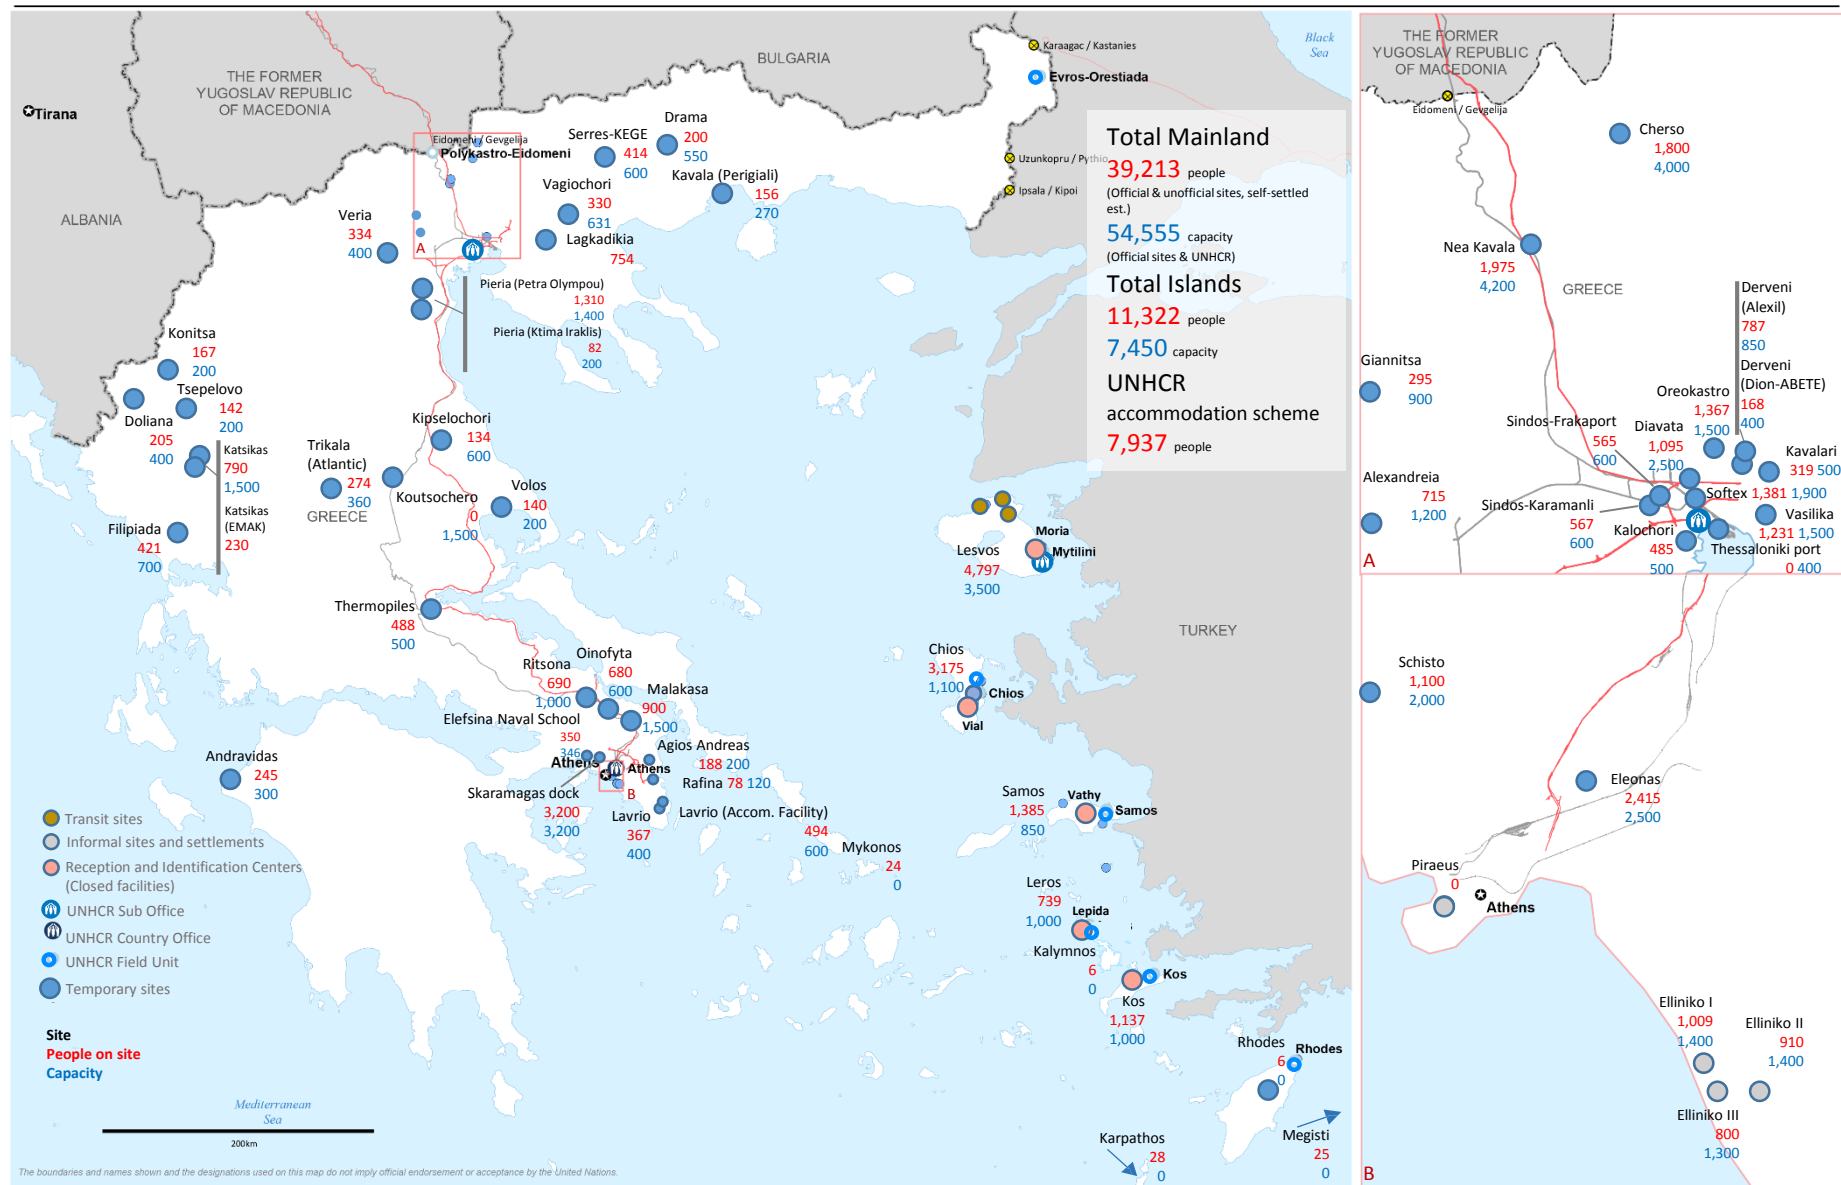 THE FORMER
YUGOSLAV REPUBLIC
OF MACEDONIA
BULGARIA
Black
Sea
Karaagac / Kastanies
Evros-Orestiada
Tirana
ALBANIA
Eidomeni / Gevgelija
Polykastro-Eidomeni
Serres-KEGE
414
600
Drama
200
550
Uzunkopru / Pythio
Ipsala / Kipoi
Vagiochori
330
631
Kavala (Perigiali)
156
270
Veria
334
400
A
Lagkadikia
754
Pieria (Petra Olympou)
1,310
1,400
Pieria (Ktima Iraklis)
82
200
Total Mainland
39,213 people
(Official & unofficial sites, self-settled
est.)
54,555 capacity
(Official sites & UNHCR)
Total Islands
11,322 people
7,450 capacity
UNHCR
accommodation scheme
7,937 people
Konitsa
167
200
Tsepelovo
142
200
Doliana
205
400
Katsikas
790
1,500
Katsikas
(EMAK)
230
Filipiada
421
700
Trikala
(Atlantic)
274
360
GREECE
Kipselochori
134
600
Koutsochero
0
1,500
Volos
140
200
Thermopiles
488
500
Moria
Mytilini
Lesvos
4,797
3,500
TURKEY
Ritsona
690
1,000
Oinofyta
680
600
Malakasa
900
1,500
Elefsina Naval School
350
346
Athens
Athens
B
Agios Andreas
188 200
Rafina 78 120
Skaramagas dock
3,200
3,200
Lavrio
367
400
Lavrio (Accom. Facility)
494
600
Andravidas
245
300
Mykonos
24
0
Chios
3,175
1,100
Chios
Vial
Samos
1,385
850
Vathy
Samos
Leros
739
1,000
Lepida
Kalymnos
6
0
Kos
Kos
1,137
1,000
Rhodes
6
0
Rhodes
Karpathos
28
0
Megisti
25
0
Transit sites
Informal sites and settlements
Reception and Identification Centers
(Closed facilities)
UNHCR Sub Office
UNHCR Country Office
UNHCR Field Unit
Temporary sites
Site
People on site
Capacity
Mediterranean
Sea
200km
The boundaries and names shown and the designations used on this map do not imply official endorsement or acceptance by the United Nations.
THE FORMER
YUGOSLAV REPUBLIC
OF MACEDONIA
Eidomeni / Gevgelija
Cherso
1,800
4,000
Nea Kavala
1,975
4,200
GREECE
Derveni
(Alexil)
787
850
Derveni
(Dion-ABETE)
168
400
Giannitsa
295
900
Oreokastro
1,367
1,500
Sindos-Frakaport
565
600
Diavata
1,095
2,500
Kavalari
319 500
Alexandreia
715
1,200
Softex 1,381 1,900
Sindos-Karamanli
567
600
Vasilika
1,231 1,500
Kalochori
485
500
Thessaloniki port
0 400
A
Schisto
1,100
2,000
Eleonas
2,415
2,500
Piraeus
0
Athens
Elliniko I
1,009
1,400
Elliniko II
910
1,400
Elliniko III
800
1,300
B